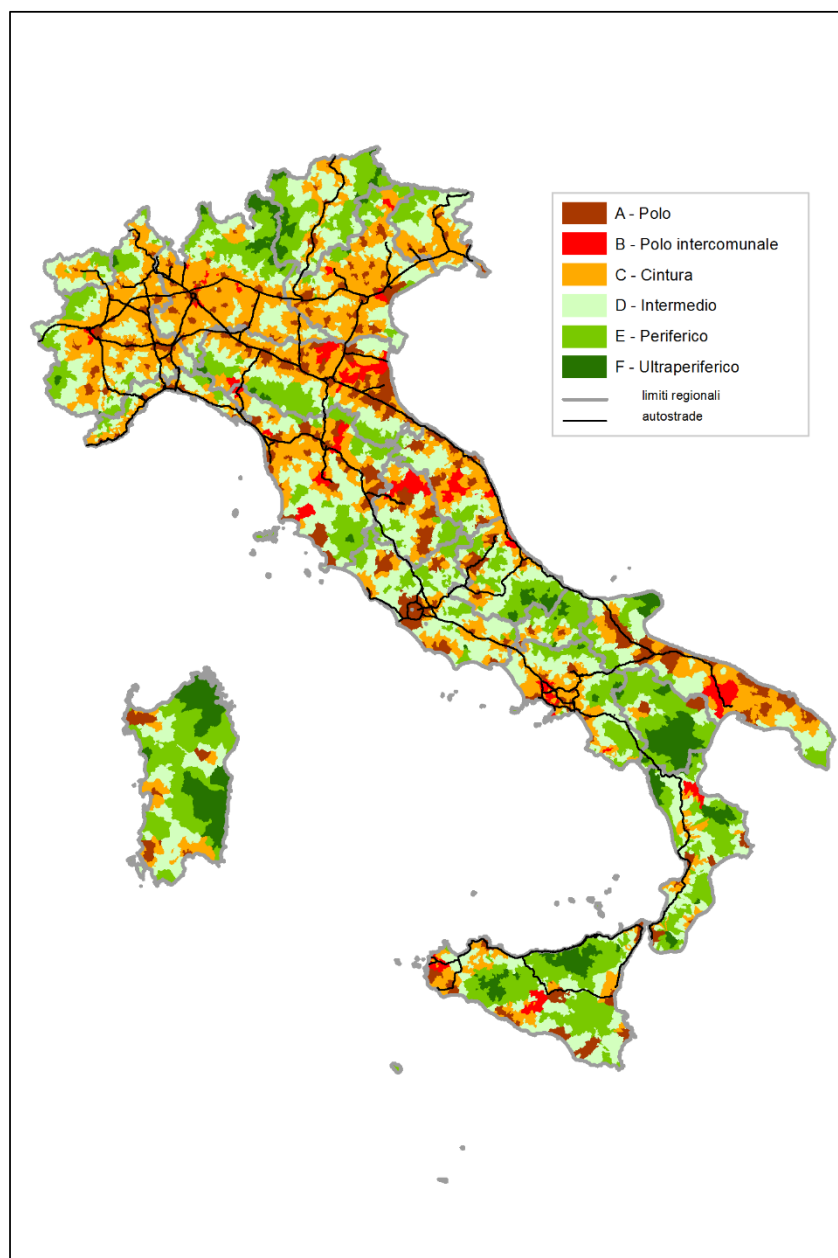 A - Polo
B - Polo intercomunale
C - Cintura
D - Intermedio
E - Periferico
F - Ultraperiferico
limiti regionali
autostrade